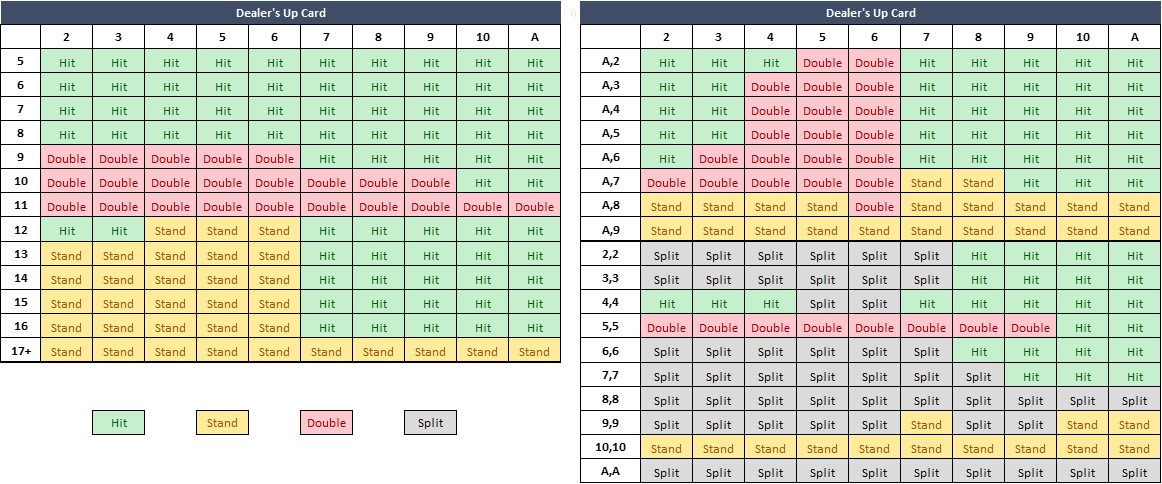 Dealer's Up Card
2 3 4 5 6 7 8 9 10 A
5 Hit Hit Hit Hit Hit Hit Hit Hit Hit Hit
6 Hit Hit Hit Hit Hit Hit Hit Hit Hit Hit
7 Hit Hit Hit Hit Hit Hit Hit Hit Hit Hit
8 Hit Hit Hit Hit Hit Hit Hit Hit Hit Hit
9 Double Double Double Double Double Hit Hit Hit Hit Hit
10 Double Double Double Double Double Double Double Double Hit Hit
11 Double Double Double Double Double Double Double Double Double Double
12 Hit Hit Stand Stand Stand Hit Hit Hit Hit Hit
13 Stand Stand Stand Stand Stand Hit Hit Hit Hit Hit
14 Stand Stand Stand Stand Stand Hit Hit Hit Hit Hit
15 Stand Stand Stand Stand Stand Hit Hit Hit Hit Hit
16 Stand Stand Stand Stand Stand Hit Hit Hit Hit Hit
17+ Stand Stand Stand Stand Stand Stand Stand Stand Stand Stand
Hit Stand Double Split
Dealer's Up Card
2 3 4 5 6 7 8 9 10 A
A,2 Hit Hit Hit Double Double Hit Hit Hit Hit Hit
A,3 Hit Hit Double Double Double Hit Hit Hit Hit Hit
A,4 Hit Hit Double Double Double Hit Hit Hit Hit Hit
A,5 Hit Hit Double Double Double Hit Hit Hit Hit Hit
A,6 Hit Double Double Double Double Hit Hit Hit Hit Hit
A,7 Double Double Double Double Double Stand Stand Hit Hit Hit
A,8 Stand Stand Stand Stand Double Stand Stand Stand Stand Stand
A,9 Stand Stand Stand Stand Stand Stand Stand Stand Stand Stand
2,2 Split Split Split Split Split Split Hit Hit Hit Hit
3,3 Split Split Split Split Split Split Hit Hit Hit Hit
4,4 Hit Hit Hit Split Split Hit Hit Hit Hit Hit
5,5 Double Double Double Double Double Double Double Double Hit Hit
6,6 Split Split Split Split Split Split Hit Hit Hit Hit
7,7 Split Split Split Split Split Split Split Hit Hit Hit
8,8 Split Split Split Split Split Split Split Split Split Split
9,9 Split Split Split Split Split Stand Split Split Stand Stand
10,10 Stand Stand Stand Stand Stand Stand Stand Stand Stand Stand
A,A Split Split Split Split Split Split Split Split Split Split